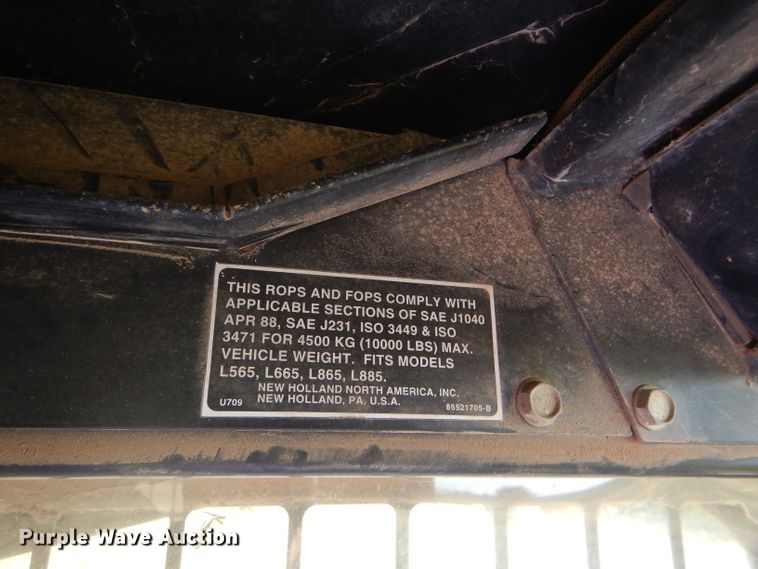 THIS ROPS AND FOPS COMPLY WITH
APPLICABLE SECTIONS OF SAE J1040
APR 88, SAE J231, ISO 3449 & ISO
3471 FOR 4500 KG (10000 LBS) MAX.
VEHICLE WEIGHT. FITS MODELS
L565, L665, L865, L885.
NEW HOLLAND NORTH AMERICA, INC.
U709 NEW HOLLAND, PA. U.S.A. 86521705-B
Purple Wave Auction.com